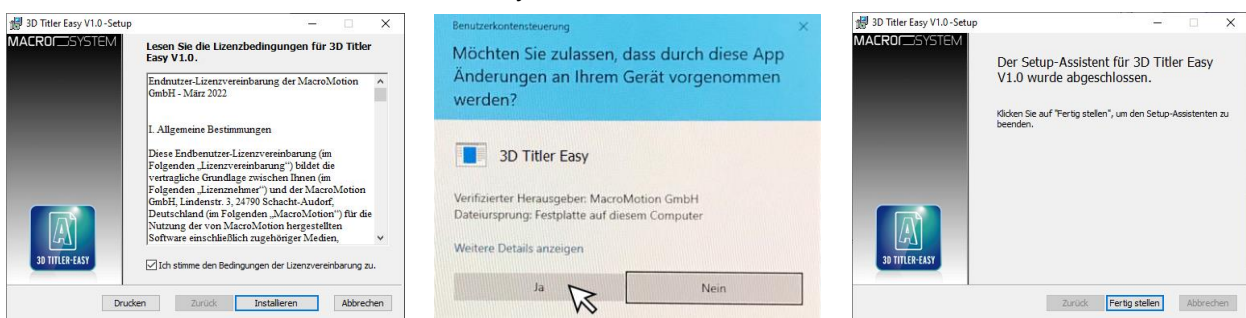 3D Titler Easy V1.0-Setup
MACROSYSTEM
Lesen Sie die Lizenzbedingungen für 3D Titler
Easy V1.0.
Endnutzer-Lizenzvereinbarung der MacroMotion
GmbH - März 2022
I. Allgemeine Bestimmungen
Diese Endbenutzer-Lizenzvereinbarung (im
Folgenden „Lizenzvereinbarung“) bildet die
vertragliche Grundlage zwischen Ihnen (im
Folgenden „Lizenznehmer“) und der MacroMotion
GmbH, Lindenstr. 3, 24790 Schacht-Audorf,
Deutschland (im Folgenden „MacroMotion“) für die
Nutzung der von MacroMotion hergestellten
Software einschließlich zugehöriger Medien,
A
3D TITLER-EASY
Ich stimme den Bedingungen der Lizenzvereinbarung zu.
Drucken Zurück Installieren Abbrechen
Benutzerkontensteuerung
Möchten Sie zulassen, dass durch diese App
Änderungen an Ihrem Gerät vorgenommen
werden?
3D Titler Easy
Verifizierter Herausgeber: MacroMotion GmbH
Dateiursprung: Festplatte auf diesem Computer
Weitere Details anzeigen
Ja Nein
3D Titler Easy V1.0-Setup
MACROSYSTEM
Der Setup-Assistent für 3D Titler Easy
V1.0 wurde abgeschlossen.
Klicken Sie auf "Fertig stellen", um den Setup-Assistenten zu
beenden.
A
3D TITLER-EASY
Zurück Fertig stellen Abbrechen